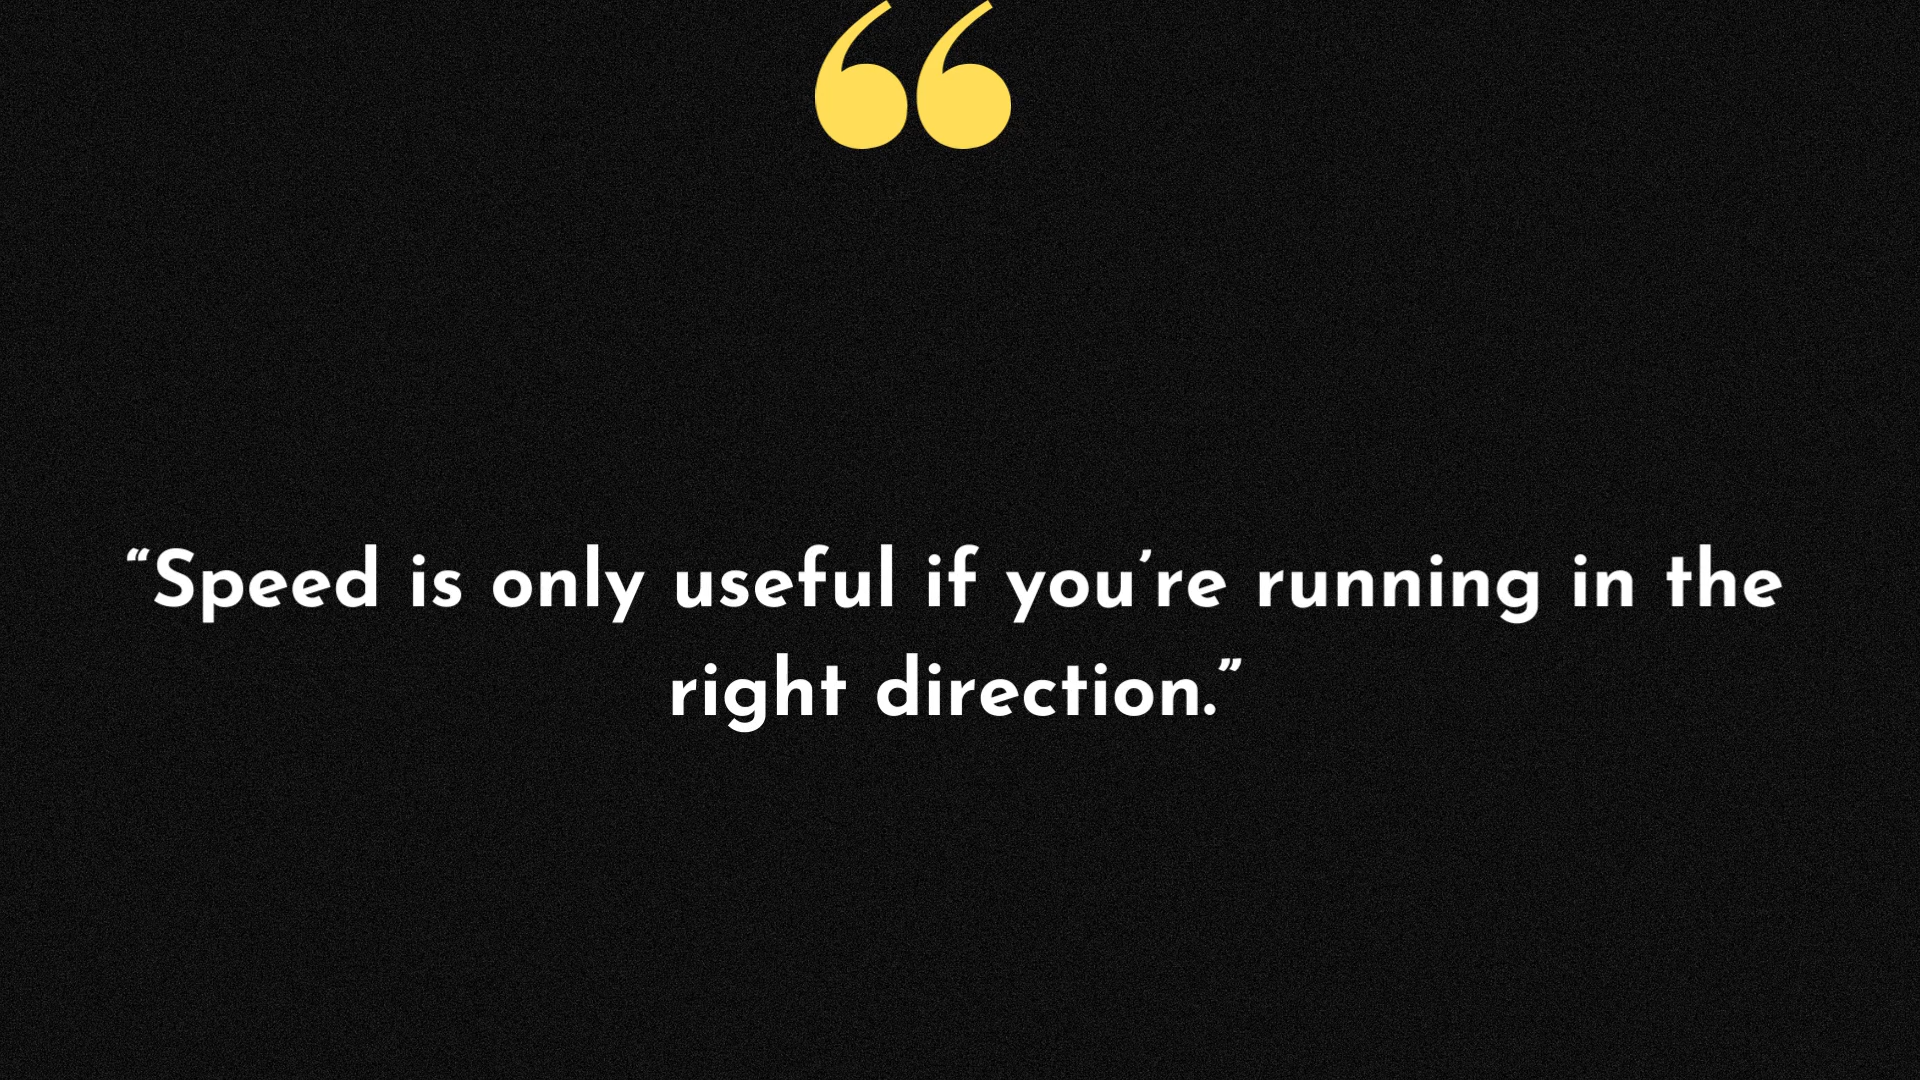 “
“Speed is only useful if you’re running in the
right direction.”